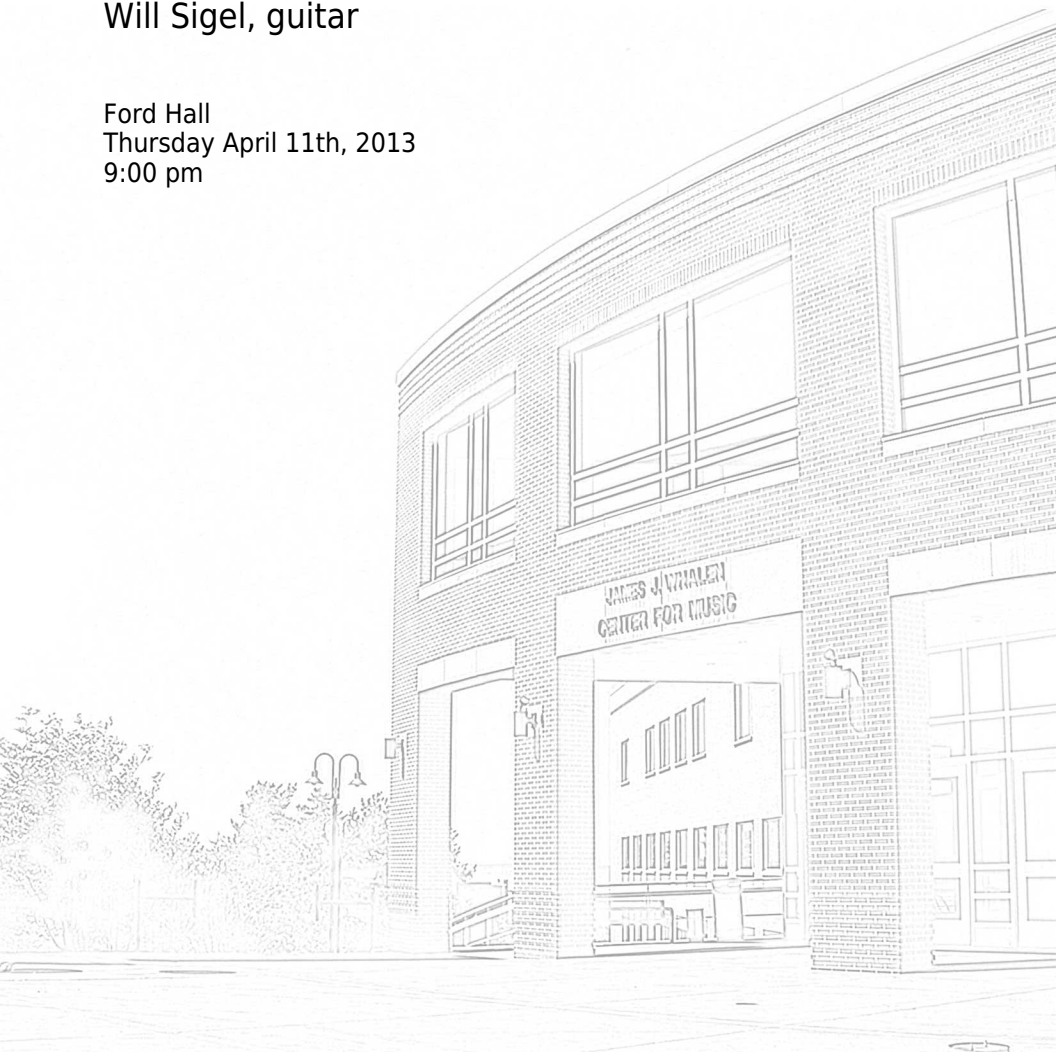 Will Sigel, guitar
Ford Hall
Thursday April 11th, 2013
9:00 pm
JAMES J. WHALEN
CENTER FOR MUSIC